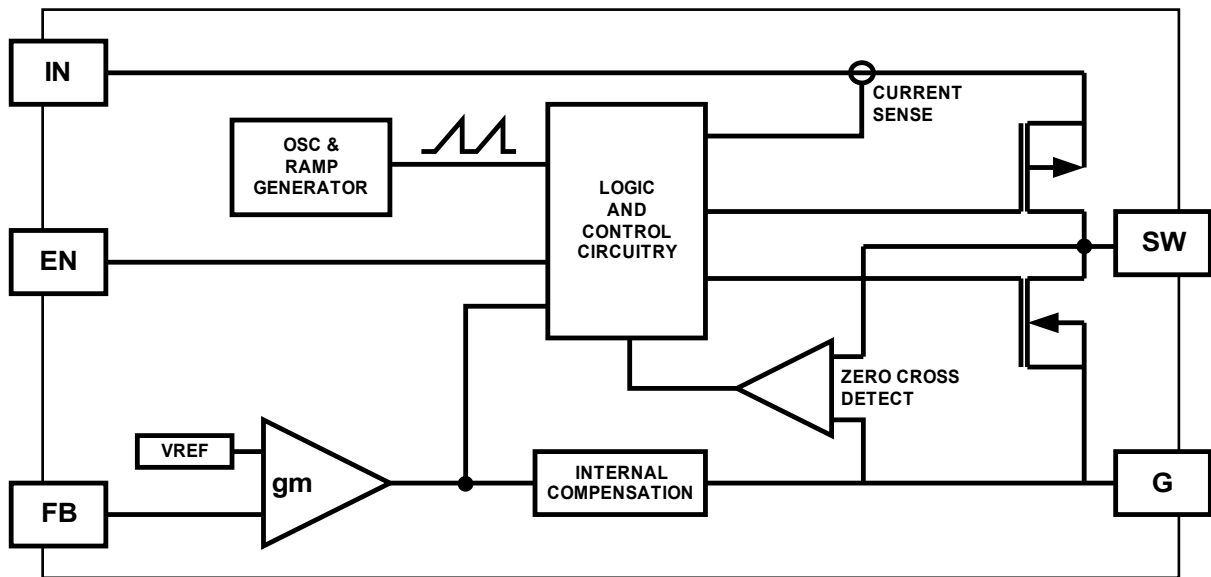 IN
CURRENT
SENSE
OSC &
RAMP
GENERATOR
LOGIC
AND
CONTROL
CIRCUITRY
EN
SW
ZERO CROSS
DETECT
VREF
gm
INTERNAL
COMPENSATION
FB
G